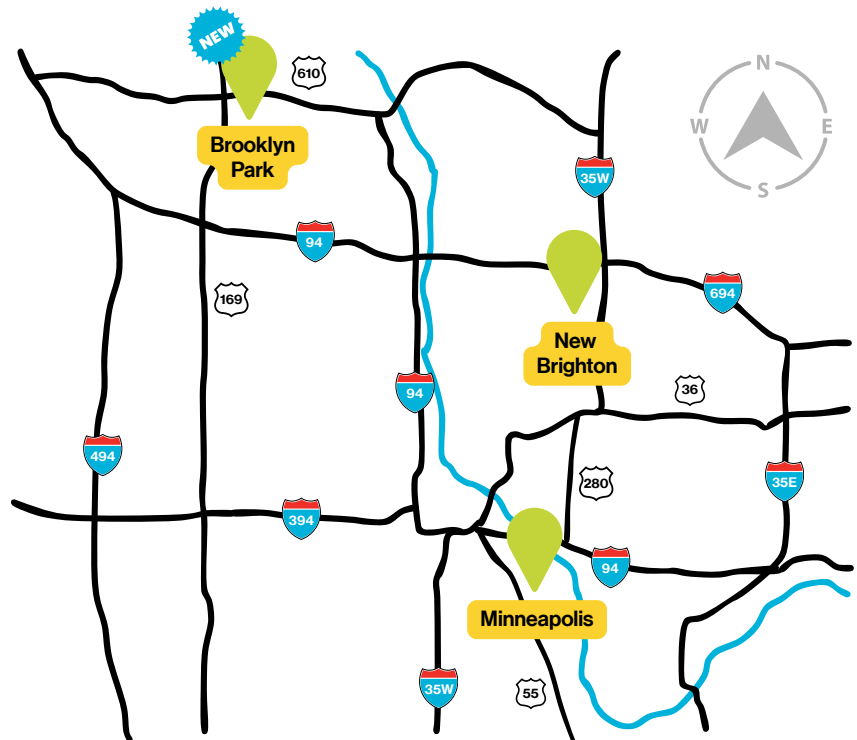 NEW
610
N
W
E
S
Brooklyn
Park
35W
94
694
169
New
Brighton
36
94
494
280
35E
394
94
Minneapolis
35W
55